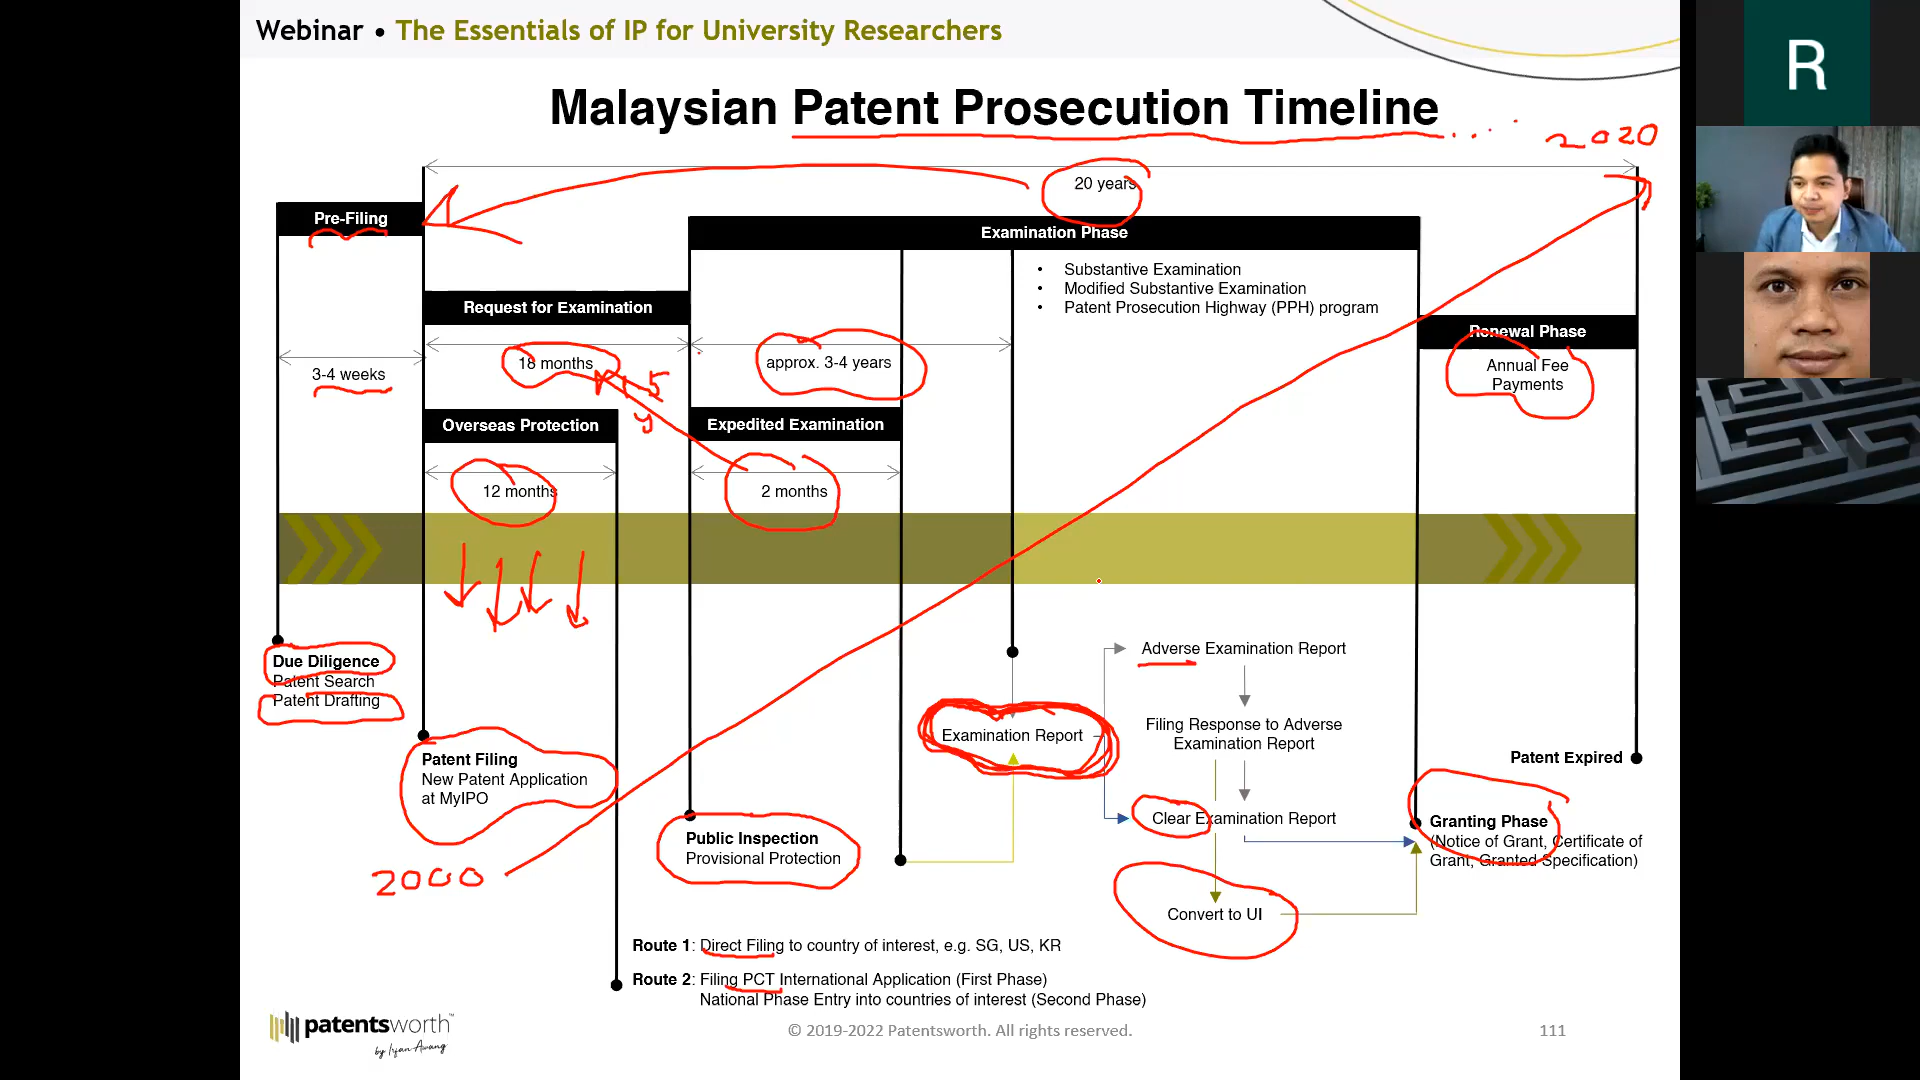 Webinar • The Essentials of IP for University Researchers
R
Malaysian Patent Prosecution Timeline
2020
20 years
Pre-Filing
Examination Phase
• Substantive Examination
• Modified Substantive Examination
• Patent Prosecution Highway (PPH) program
Request for Examination
Renewal Phase
18 months
approx. 3-4 years
Annual Fee
Payments
3-4 weeks
5
y
Overseas Protection
Expedited Examination
12 months
2 months
Due Diligence
Patent Search
Patent Drafting
Adverse Examination Report
Examination Report
Filing Response to Adverse
Examination Report
Patent Filing
New Patent Application
at MyIPO
Patent Expired
Public Inspection
Provisional Protection
Clear Examination Report
Granting Phase
(Notice of Grant, Certificate of
Grant, Granted Specification)
2000
Convert to UI
Route 1: Direct Filing to country of interest, e.g. SG, US, KR
Route 2: Filing PCT International Application (First Phase)
National Phase Entry into countries of interest (Second Phase)
patentsworth™
by Irfan Awang
© 2019-2022 Patentsworth. All rights reserved.
111